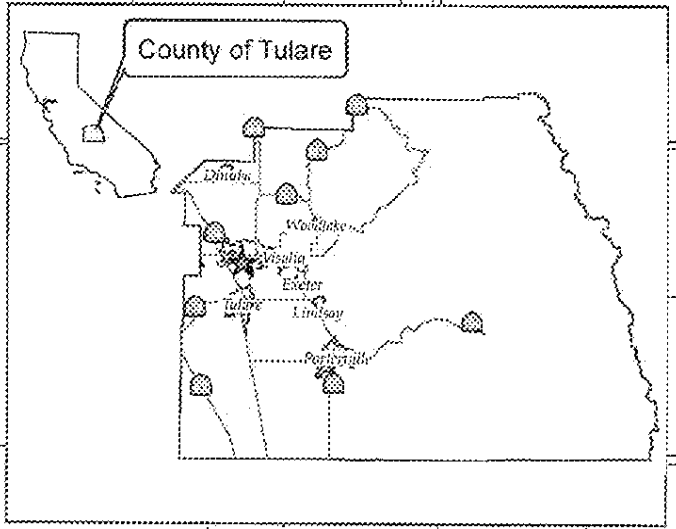 County of Tulare
Dinuba
Woodlake
Visalia
Exeter
Tulare
Lindsay
Porterville